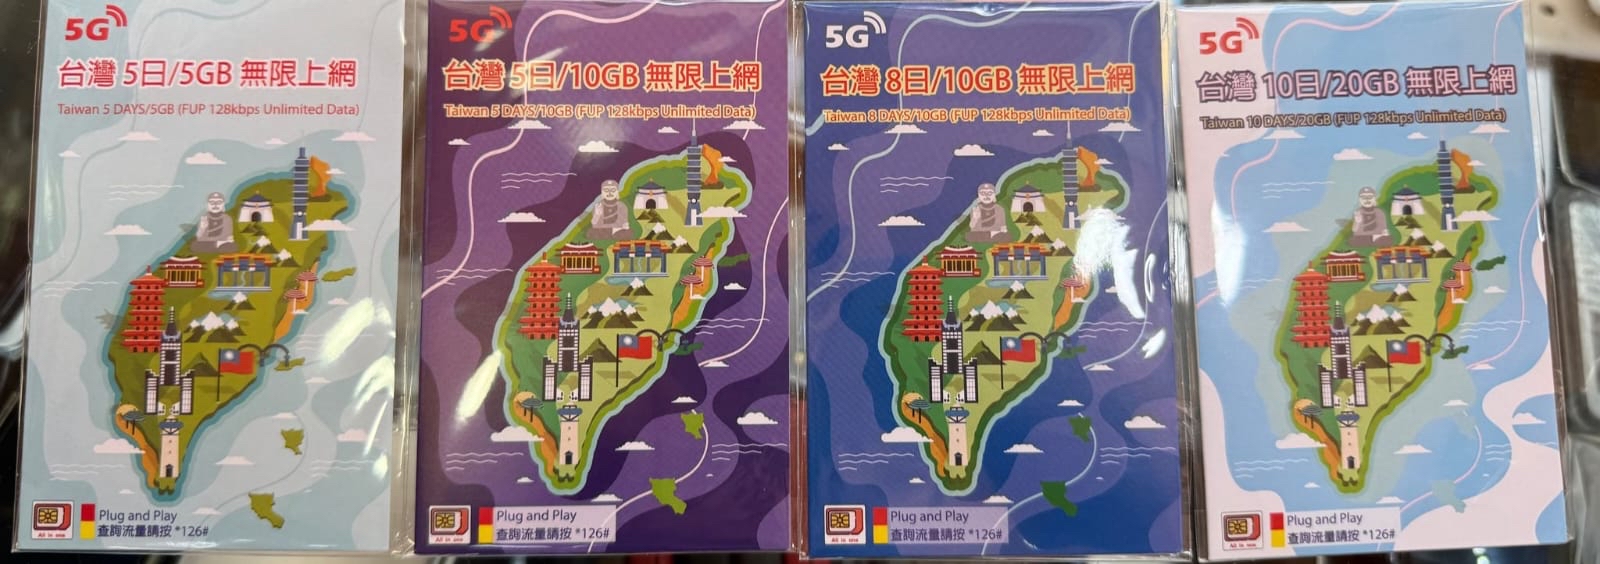 5G
台灣 5日/5GB 無限上網
Taiwan 5 DAYS/5GB (FUP 128kbps Unlimited Data)
All in one
Plug and Play
查詢流量請按 *126#
5G
台灣 5日/10GB 無限上網
Taiwan 5 DAYS/10GB (FUP 128kbps Unlimited Data)
All in one
Plug and Play
查詢流量請按 *126#
5G
台灣 8日/10GB 無限上網
Taiwan 8 DAYS/10GB (FUP 128kbps Unlimited Data)
All in one
Plug and Play
查詢流量請按 *126#
5G
台灣 10日/20GB 無限上網
Taiwan 10 DAYS/20GB (FUP 128kbps Unlimited Data)
All in one
Plug and Play
查詢流量請按 *126#